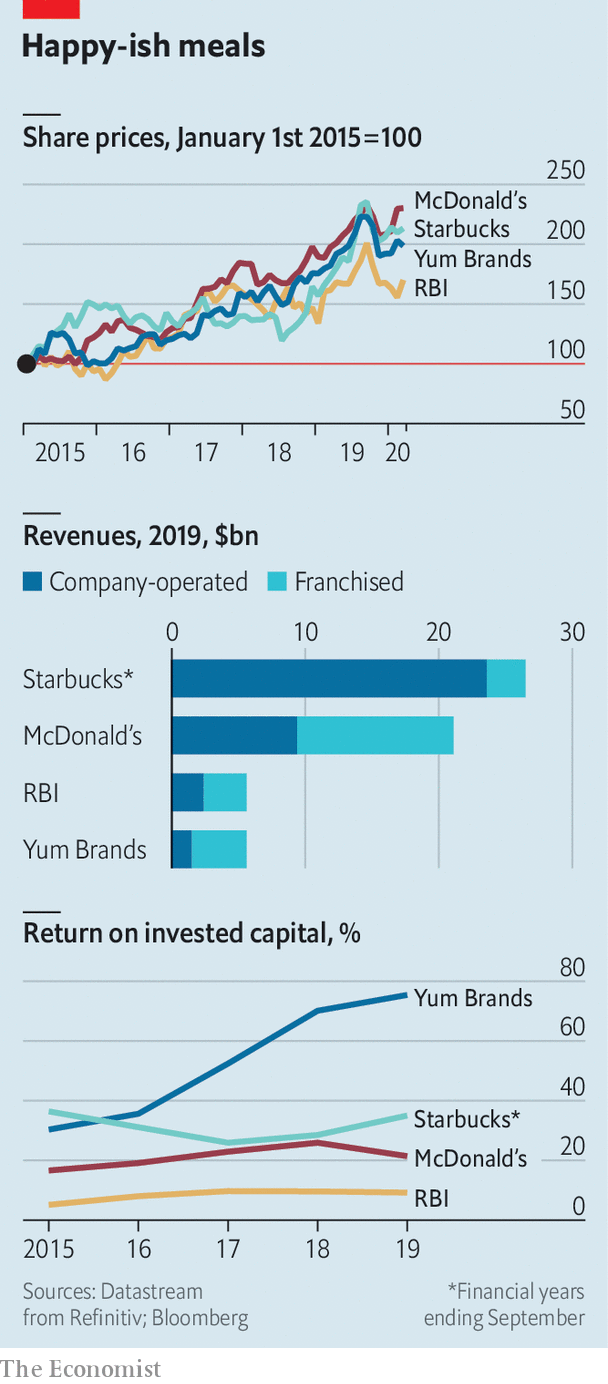 Happy-ish meals
Share prices, January 1st 2015=100
250
McDonald's
200
Starbucks
Yum Brands
RBI
150
100
50
2015 16 17 18 19 20
Revenues, 2019, $bn
Company-operated Franchised
0 10 20 30
Starbucks*
McDonald's
RBI
Yum Brands
Return on invested capital, %
80
Yum Brands
60
40
Starbucks*
McDonald's 20
RBI
0
2015 16 17 18 19
Sources: Datastream
from Refinitiv; Bloomberg
*Financial years
ending September
The Economist